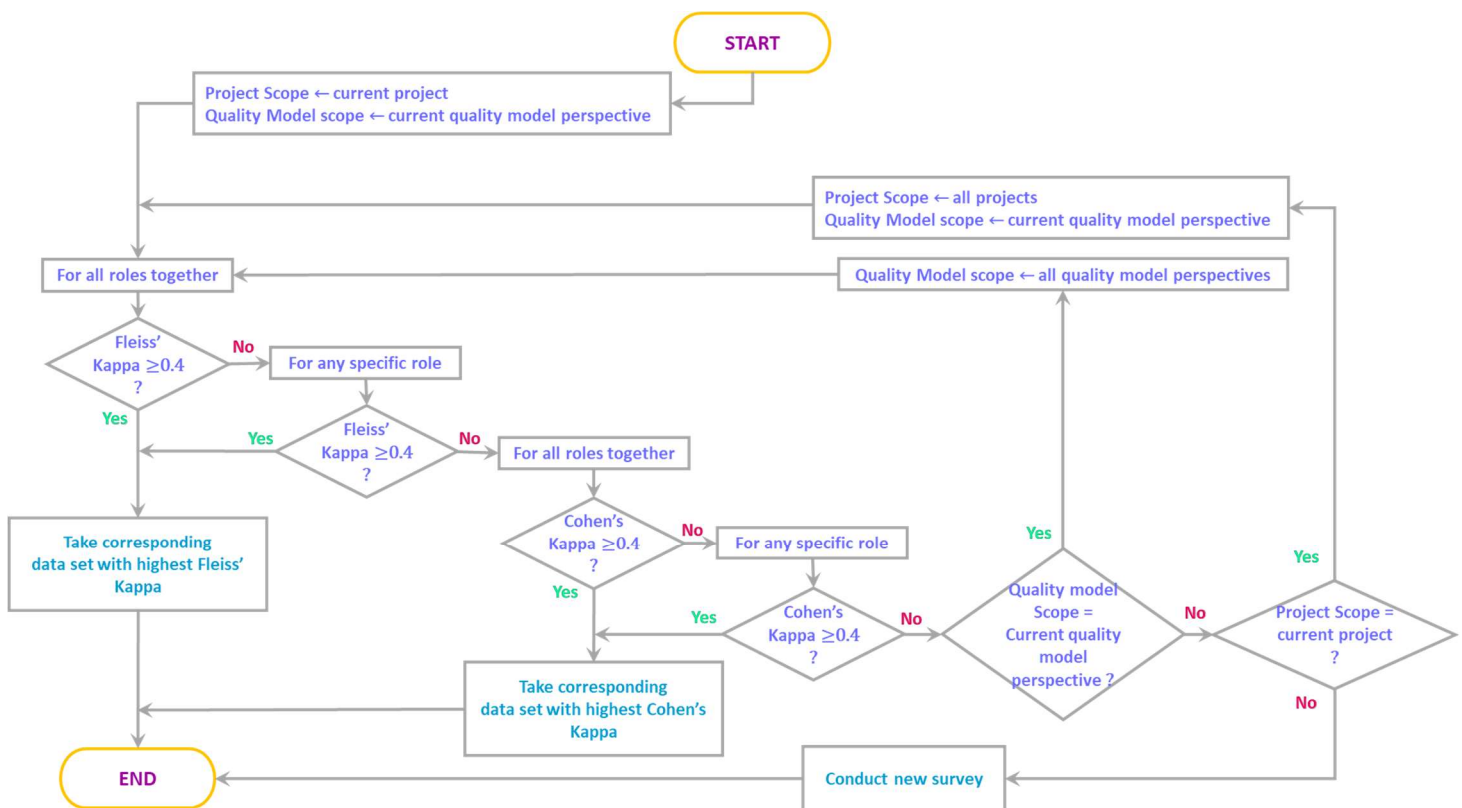 START
Project Scope ← current project
Quality Model scope ← current quality model perspective
Project Scope ← all projects
Quality Model scope ← current quality model perspective
For all roles together
Quality Model scope ← all quality model perspectives
Fleiss’
Kappa ≥0.4
?
No
For any specific role
Yes
Fleiss’
Kappa ≥0.4
?
Yes
No
For all roles together
Take corresponding
data set with highest Fleiss’
Kappa
Cohen’s
Kappa ≥0.4
?
No
For any specific role
Yes
Cohen’s
Kappa ≥0.4
?
Yes
No
Quality model
Scope =
Current quality
model
perspective ?
Yes
No
Project Scope =
current project
?
Yes
No
Take corresponding
data set with highest Cohen’s
Kappa
Conduct new survey
END